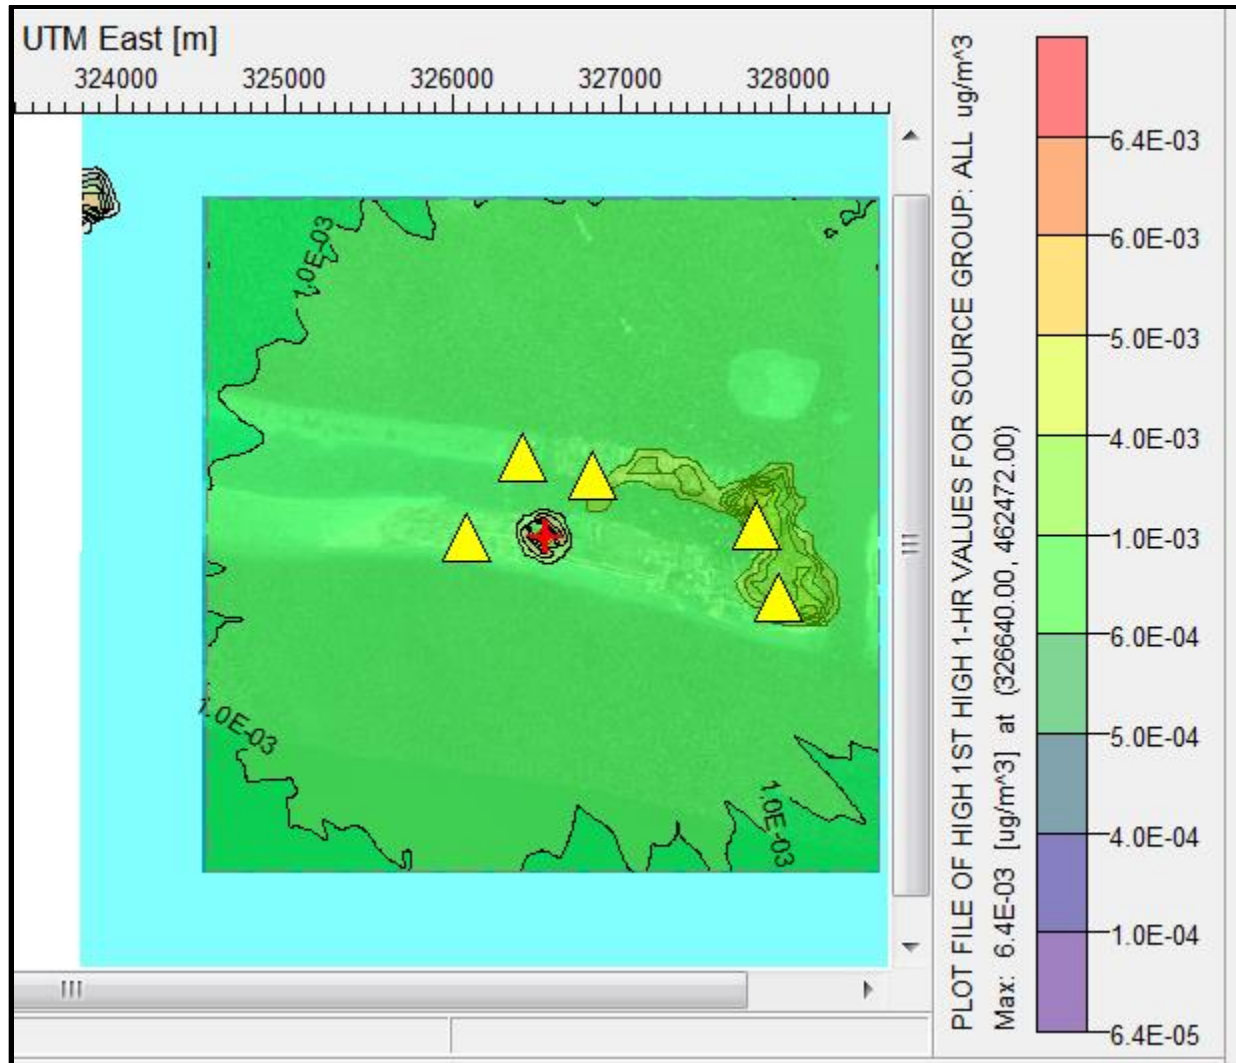 UTM East [m]
324000 325000 326000 327000 328000
1.0E-03
1.0E-03
1.0E-03
PLOT FILE OF HIGH 1ST HIGH 1-HR VALUES FOR SOURCE GROUP: ALL ug/m^3
Max: 6.4E-03 [ug/m^3] at (326640.00, 462472.00)
6.4E-03
6.0E-03
5.0E-03
4.0E-03
1.0E-03
6.0E-04
5.0E-04
4.0E-04
1.0E-04
6.4E-05